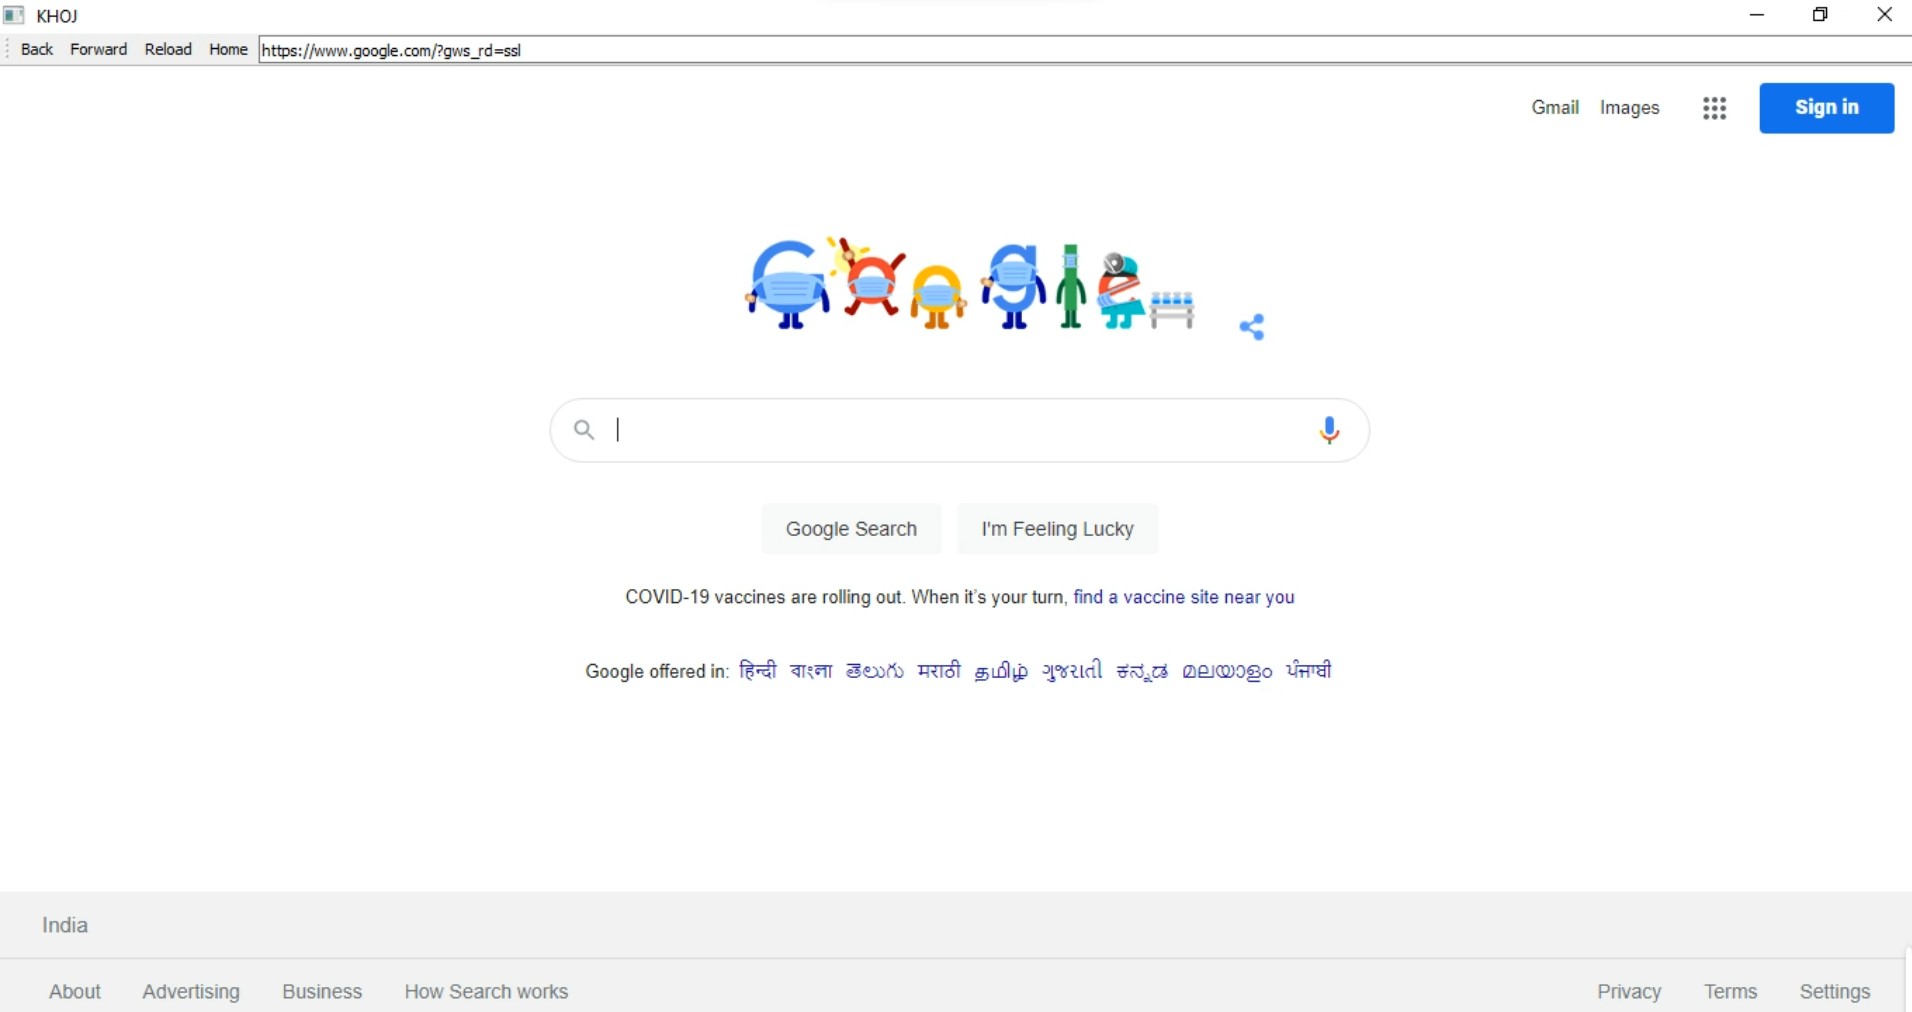 KHOJ
Back Forward Reload Home https://www.google.com/?gws_rd=ssl
Gmail Images Sign in
Google
Google Search I'm Feeling Lucky
COVID-19 vaccines are rolling out. When it's your turn, find a vaccine site near you
Google offered in: हिन्दी বাংলা తెలుగు मराठी தமிழ் ગુજરાતી ಕನ್ನಡ മലയാളം ਪੰਜਾਬੀ
India
About Advertising Business How Search works Privacy Terms Settings